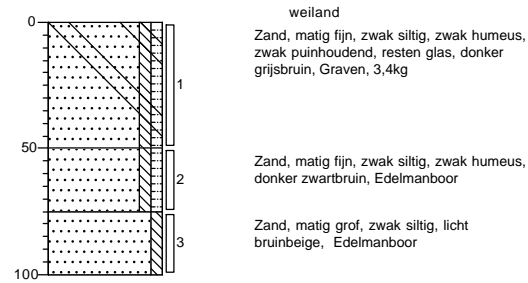 weiland
0
Zand, matig fijn, zwak siltig, zwak humeus,
zwak puinhoudend, resten glas, donker
grijsbruin, Graven, 3,4kg
1
50
Zand, matig fijn, zwak siltig, zwak humeus,
donker zwartbruin, Edelmanboor
2
Zand, matig grof, zwak siltig, licht
bruinbeige, Edelmanboor
3
100